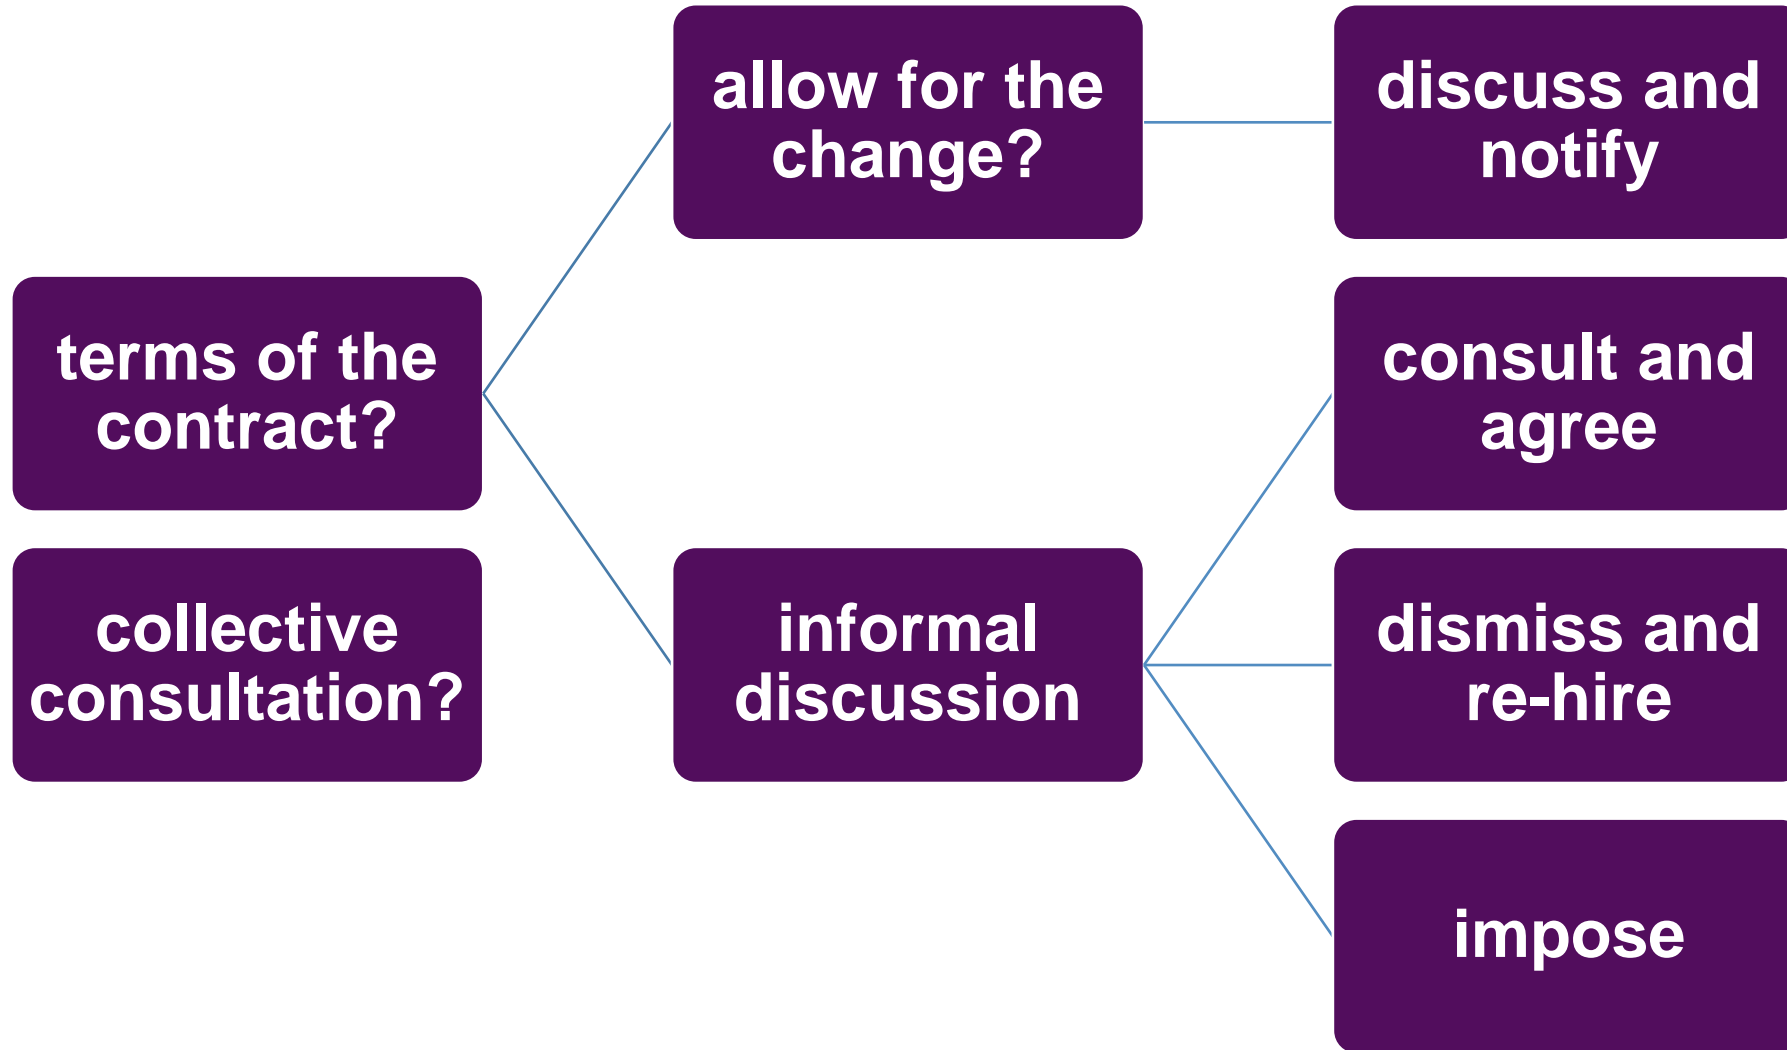 terms of the
contract?
collective
consultation?
allow for the
change?
informal
discussion
discuss and
notify
consult and
agree
dismiss and
re-hire
impose